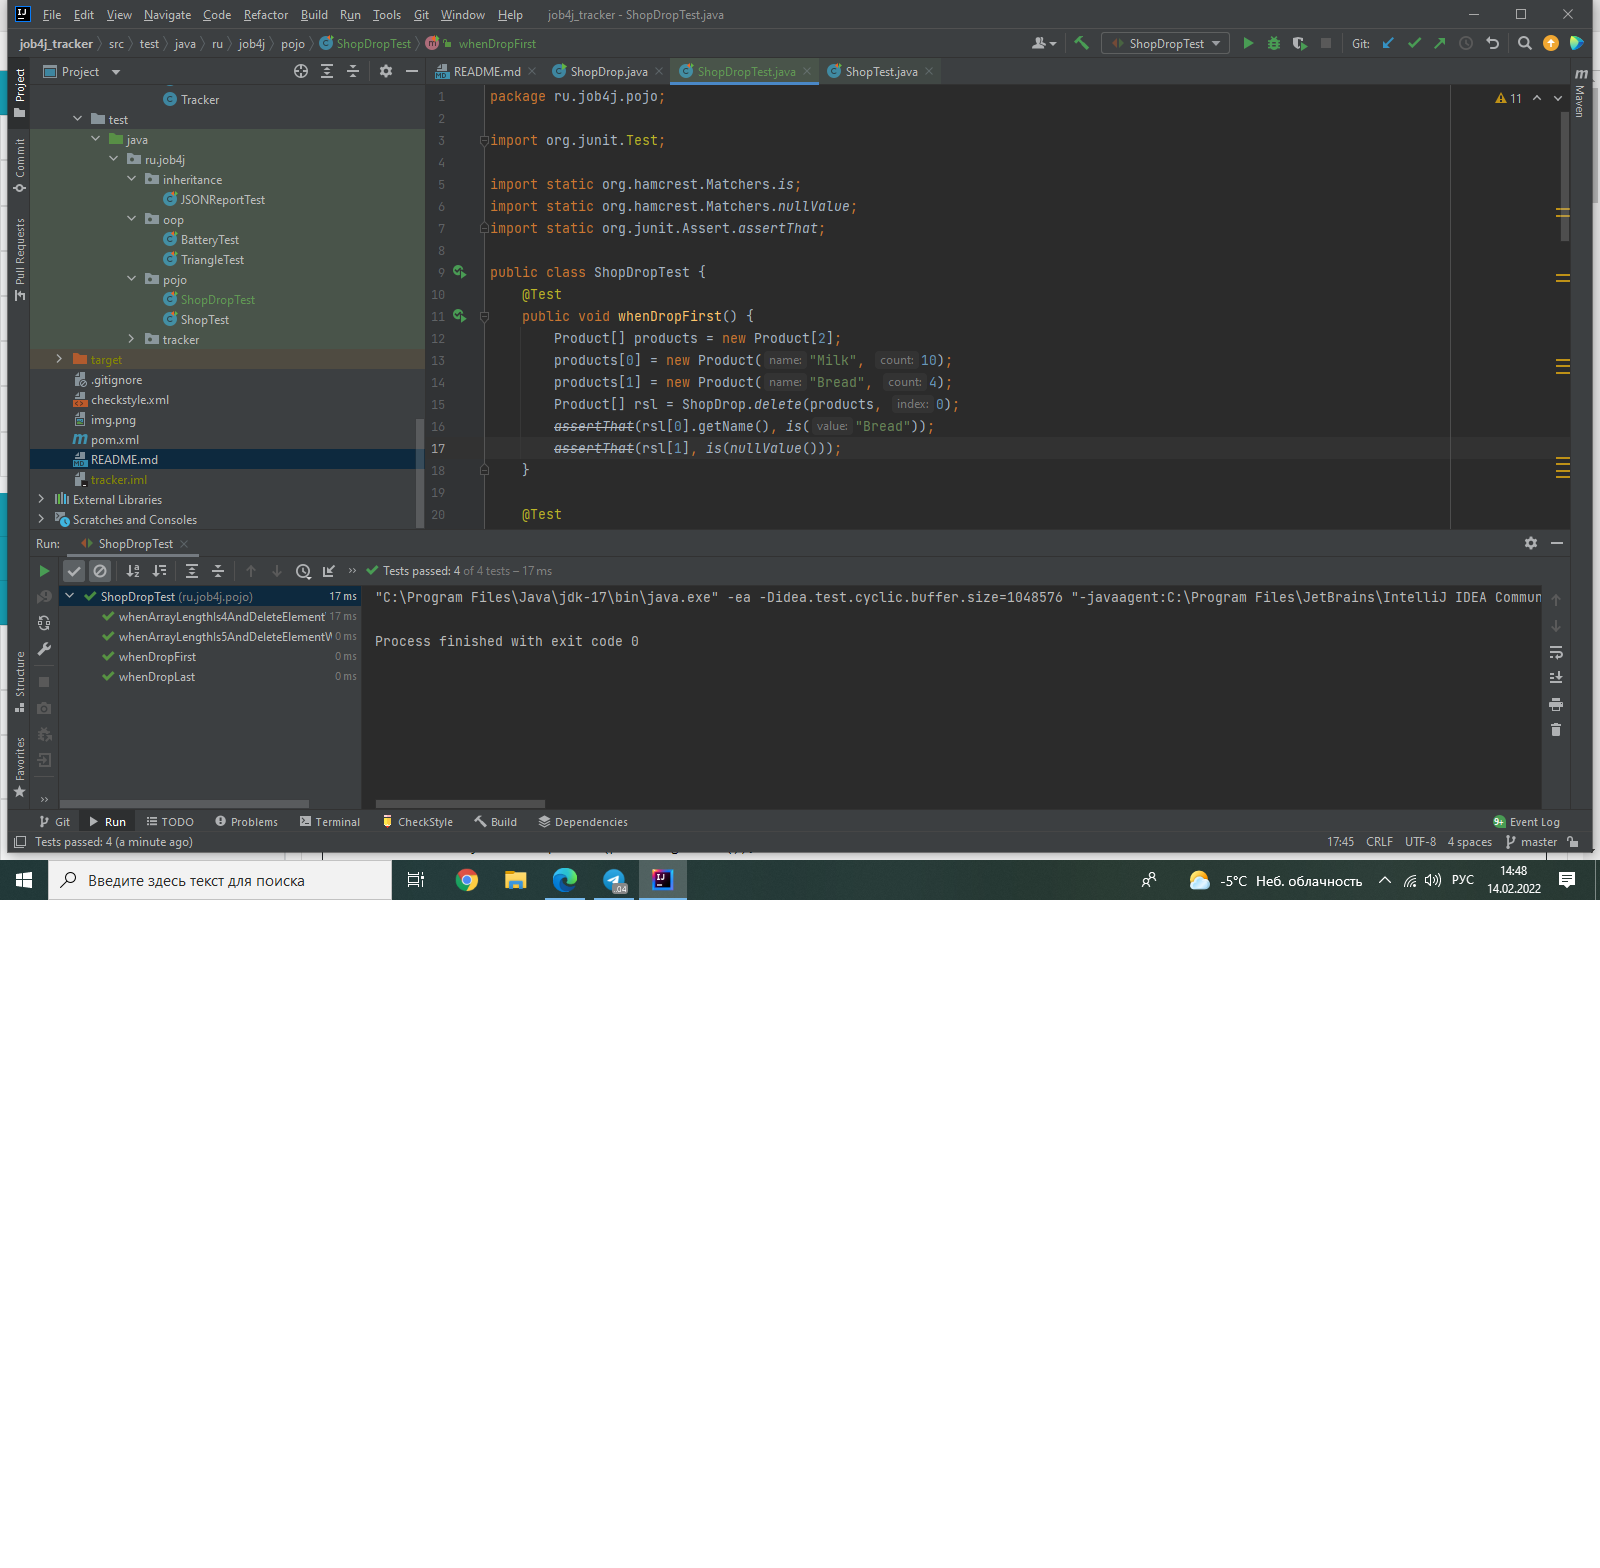 File Edit View Navigate Code Refactor Build Run Tools Git Window Help job4j_tracker - ShopDropTest.java
job4j_tracker src test java ru job4j pojo ShopDropTest whenDropFirst ShopDropTest Git:
Project README.md ShopDrop.java ShopDropTest.java ShopTest.java
Tracker
test
java
ru.job4j
inheritance
JSONReportTest
oop
BatteryTest
TriangleTest
pojo
ShopDropTest
ShopTest
tracker
target
.gitignore
checkstyle.xml
img.png
pom.xml
README.md
tracker.iml
External Libraries
Scratches and Consoles
Project
Commit
Pull Requests
Structure
Favorites
Maven
11
1 package ru.job4j.pojo;
2
3 import org.junit.Test;
4
5 import static org.hamcrest.Matchers.is;
6 import static org.hamcrest.Matchers.nullValue;
7 import static org.junit.Assert.assertThat;
8
9 public class ShopDropTest {
10 @Test
11 public void whenDropFirst() {
12 Product[] products = new Product[2];
13 products[0] = new Product( name: "Milk", count: 10);
14 products[1] = new Product( name: "Bread", count: 4);
15 Product[] rsl = ShopDrop.delete(products, index: 0);
16 assertThat(rsl[0].getName(), is( value: "Bread"));
17 assertThat(rsl[1], is(nullValue()));
18 }
19
20 @Test
Run: ShopDropTest
Tests passed: 4 of 4 tests – 17 ms
ShopDropTest (ru.job4j.pojo) 17 ms
whenArrayLengthIs4AndDeleteElement 17 ms
whenArrayLengthIs5AndDeleteElementW 0 ms
whenDropFirst 0 ms
whenDropLast 0 ms
"C:\Program Files\Java\jdk-17\bin\java.exe" -ea -Didea.test.cyclic.buffer.size=1048576 "-javaagent:C:\Program Files\JetBrains\IntelliJ IDEA Commun
Process finished with exit code 0
Git Run TODO Problems Terminal CheckStyle Build Dependencies 9+ Event Log
Tests passed: 4 (a minute ago) 17:45 CRLF UTF-8 4 spaces master
Введите здесь текст для поиска .04 -5°C Неб. облачность РУС 14:48
14.02.2022